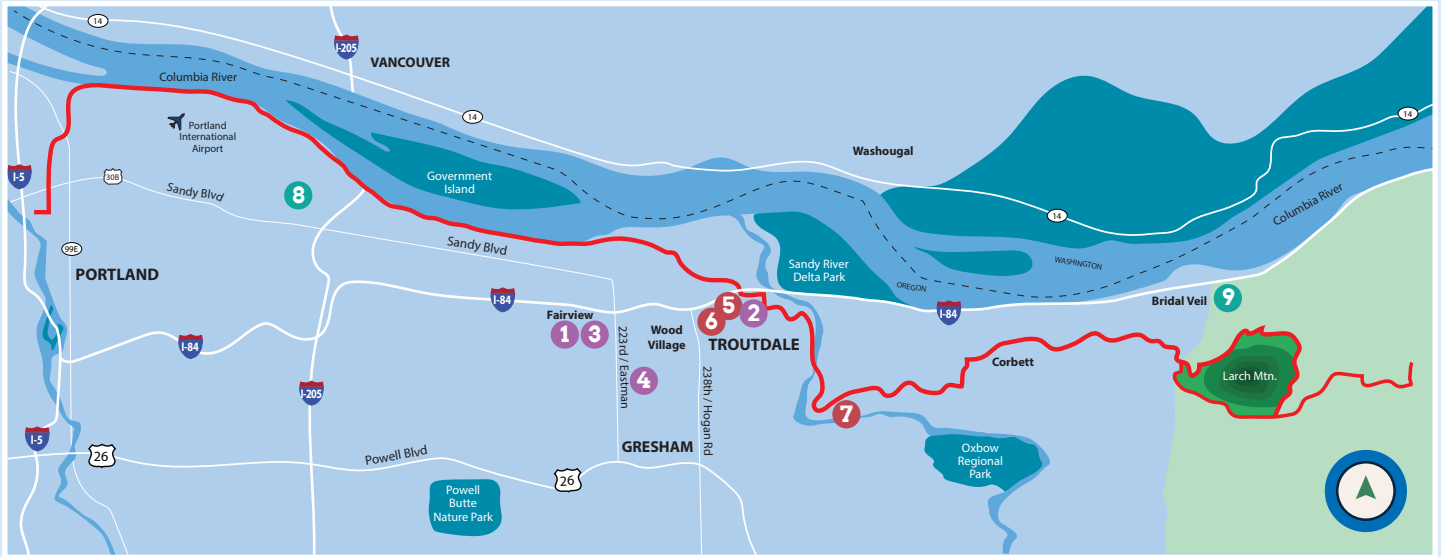 14
I-205
VANCOUVER
Columbia River
14
Portland
International
Airport
14
Washougal
I-5
30B
Sandy Blvd
8
Government
Island
Columbia River
14
99E
Sandy Blvd
PORTLAND
Sandy River
Delta Park
WASHINGTON
OREGON
I-84
Bridal Veil
9
5
2
I-84
Fairview
6
1
3
Wood
Village
TROUTDALE
I-84
223rd / Eastman
Corbett
4
Larch Mtn.
I-205
238th / Hogan Rd
7
I-5
26
Powell Blvd
GRESHAM
Oxbow
Regional
Park
26
Powell
Butte
Nature Park